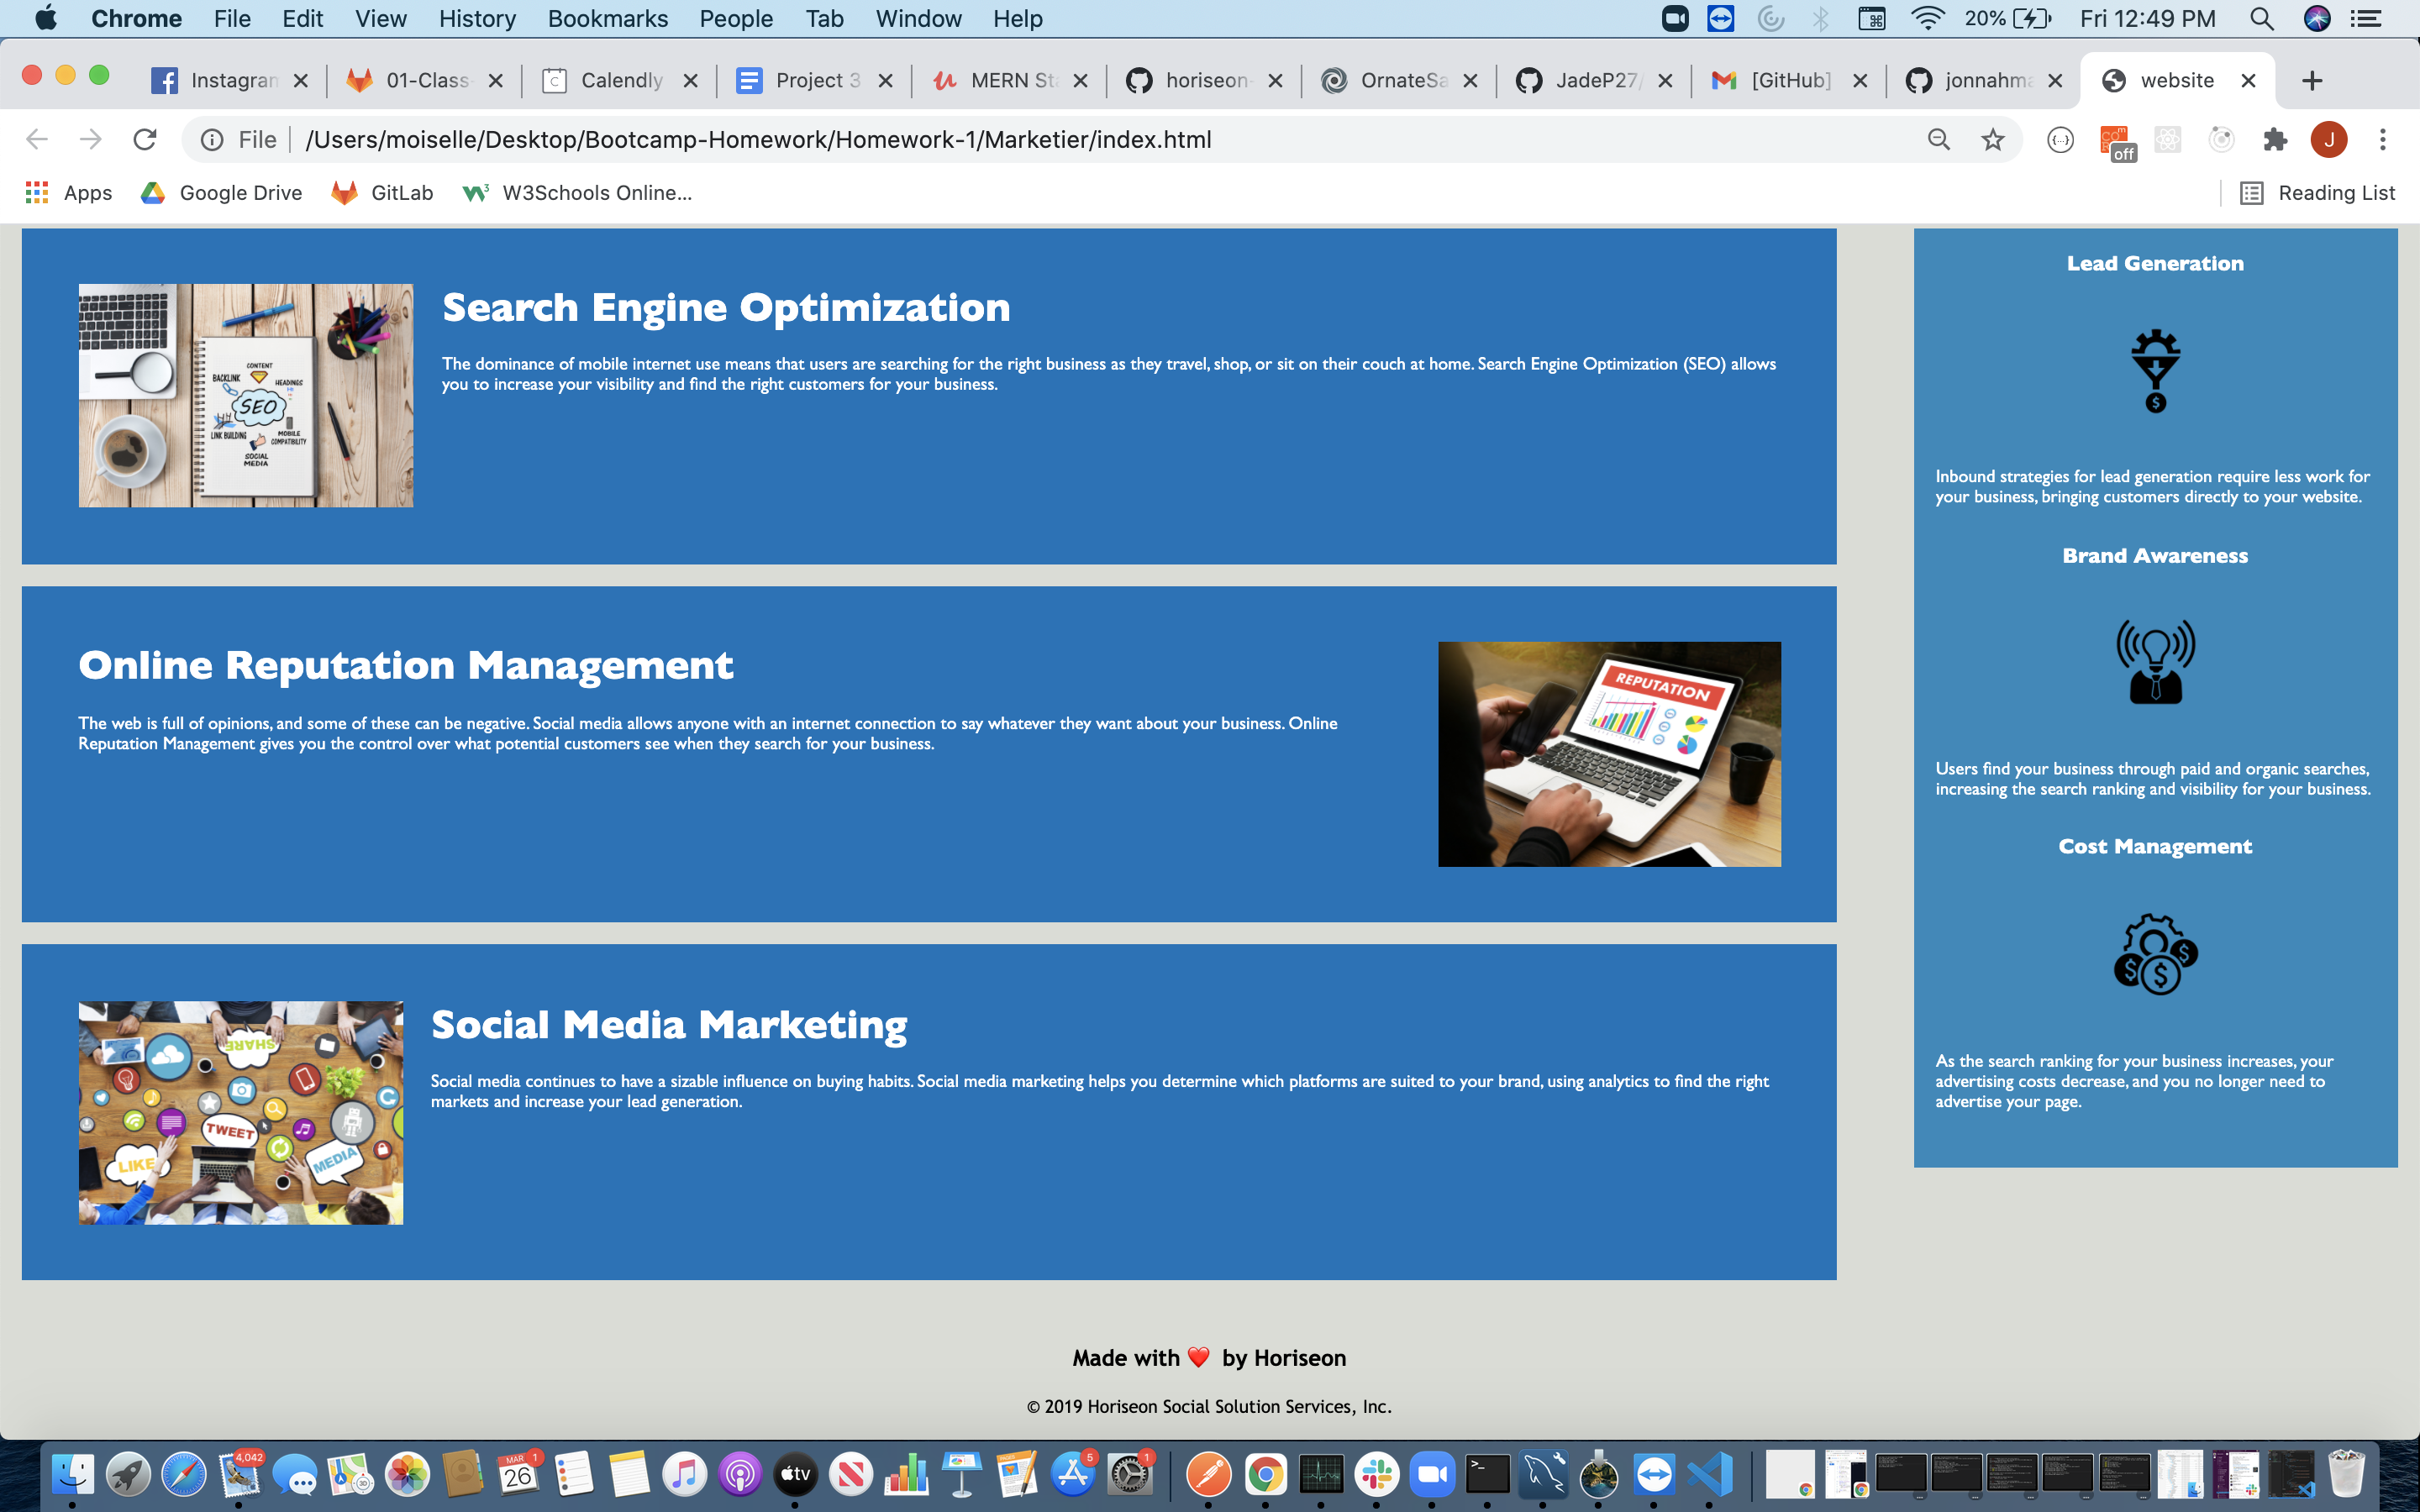 Chrome File Edit View History Bookmarks People Tab Window Help 20% Fri 12:49 PM
Instagram 01-Class- Calendly Project 3 MERN Sta horiseon- OrnateSa JadeP27/ [GitHub] jonnahma website
File /Users/moiselle/Desktop/Bootcamp-Homework/Homework-1/Marketier/index.html off J
Apps Google Drive GitLab W3Schools Online... Reading List
Search Engine Optimization
The dominance of mobile internet use means that users are searching for the right business as they travel, shop, or sit on their couch at home. Search Engine Optimization (SEO) allows
you to increase your visibility and find the right customers for your business.
CONTENT
BACKLINK
HEADINGS
SEO
LINK BUILDING
MOBILE
COMPATIBILITY
SOCIAL
MEDIA
Online Reputation Management
The web is full of opinions, and some of these can be negative. Social media allows anyone with an internet connection to say whatever they want about your business. Online
Reputation Management gives you the control over what potential customers see when they search for your business.
REPUTATION
Social Media Marketing
Social media continues to have a sizable influence on buying habits. Social media marketing helps you determine which platforms are suited to your brand, using analytics to find the right
markets and increase your lead generation.
SHARE
TWEET
LIKE
MEDIA
Lead Generation
$
Inbound strategies for lead generation require less work for
your business, bringing customers directly to your website.
Brand Awareness
Users find your business through paid and organic searches,
increasing the search ranking and visibility for your business.
Cost Management
$ $ $
As the search ranking for your business increases, your
advertising costs decrease, and you no longer need to
advertise your page.
Made with ❤️ by Horiseon
© 2019 Horiseon Social Solution Services, Inc.
4,042 MAR 26 1 tv 5 1